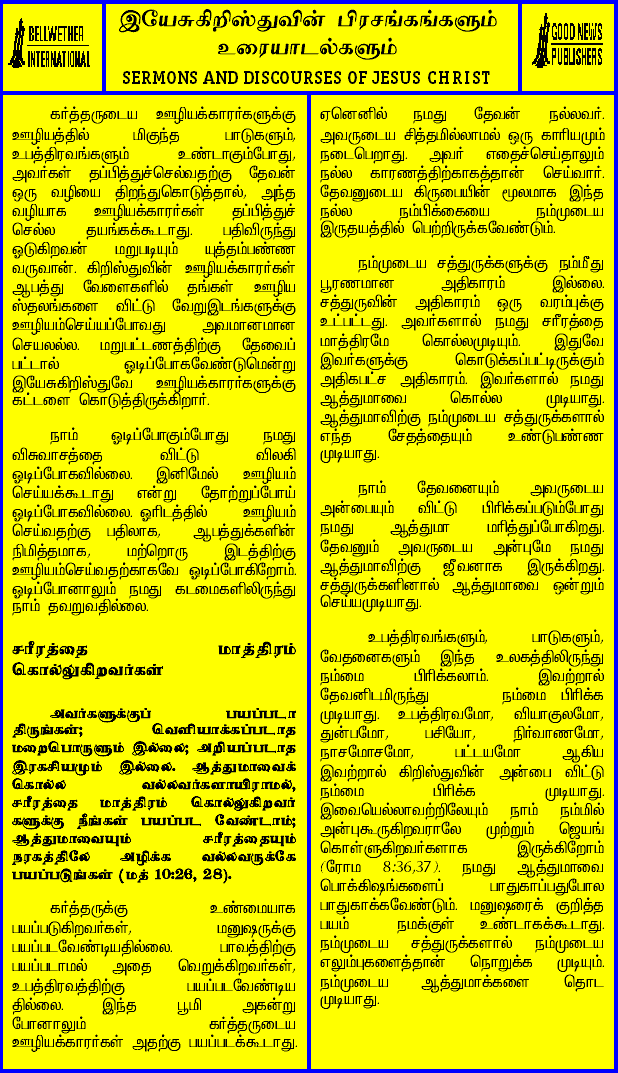 BELLWETHER
INTERNATIONAL
இயேசுகிறிஸ்துவின் பிரசங்கங்களும்
உரையாடல்களும்
SERMONS AND DISCOURSES OF JESUS CHRIST
GOOD NEWS
PUBLISHERS
கர்த்தருடைய ஊழியக்காரர்களுக்கு
ஊழியத்தில் மிகுந்த பாடுகளும்,
உபத்திரவங்களும் உண்டாகும்போது,
அவர்கள் தப்பித்துச்செல்வதற்கு தேவன்
ஒரு வழியை திறந்துகொடுத்தால், அந்த
வழியாக ஊழியக்காரர்கள் தப்பித்துச்
செல்ல தயங்கக்கூடாது. பதிவிருந்து
ஓடுகிறவன் மறுபடியும் யுத்தம்பண்ண
வருவான். கிறிஸ்துவின் ஊழியக்காரர்கள்
ஆபத்து வேளைகளில் தங்கள் ஊழிய
ஸ்தலங்களை விட்டு வேறுஇடங்களுக்கு
ஊழியம்செய்யப்போவது அவமானமான
செயலல்ல. மறுபட்டணத்திற்கு தேவைப்
பட்டால் ஓடிப்போகவேண்டுமென்று
இயேசுகிறிஸ்துவே ஊழியக்காரர்களுக்கு
கட்டளை கொடுத்திருக்கிறார்.
நாம் ஓடிப்போகும்போது நமது
விசுவாசத்தை விட்டு விலகி
ஓடிப்போகவில்லை. இனிமேல் ஊழியம்
செய்யக்கூடாது என்று தோற்றுப்போய்
ஓடிப்போகவில்லை. ஓரிடத்தில் ஊழியம்
செய்வதற்கு பதிலாக, ஆபத்துக்களின்
நிமித்தமாக, மற்றொரு இடத்திற்கு
ஊழியம்செய்வதற்காகவே ஓடிப்போகிறோம்.
ஓடிப்போனாலும் நமது கடமைகளிலிருந்து
நாம் தவறுவதில்லை.
சரீரத்தை மாத்திரம்
கொல்லுகிறவர்கள்
அவர்களுக்குப் பயப்படா
திருங்கள்; வெளியாக்கப்படாத
மறைபொருளும் இல்லை; அறியப்படாத
இரகசியமும் இல்லை. ஆத்துமாவைக்
கொல்ல வல்லவர்களாயிராமல்,
சரீரத்தை மாத்திரம் கொல்லுகிறவர்
களுக்கு நீங்கள் பயப்பட வேண்டாம்;
ஆத்துமாவையும் சரீரத்தையும்
நரகத்திலே அழிக்க வல்லவருக்கே
பயப்படுங்கள் (மத் 10:26, 28).
கர்த்தருக்கு உண்மையாக
பயப்படுகிறவர்கள், மனுஷருக்கு
பயப்படவேண்டியதில்லை. பாவத்திற்கு
பயப்படாமல் அதை வெறுக்கிறவர்கள்,
உபத்திரவத்திற்கு பயப்படவேண்டிய
தில்லை. இந்த பூமி அகன்று
போனாலும் கர்த்தருடைய
ஊழியக்காரர்கள் அதற்கு பயப்படக்கூடாது.
ஏனெனில் நமது தேவன் நல்லவர்.
அவருடைய சித்தமில்லாமல் ஒரு காரியமும்
நடைபெறாது. அவர் எதைச்செய்தாலும்
நல்ல காரணத்திற்காகத்தான் செய்வார்.
தேவனுடைய கிருபையின் மூலமாக இந்த
நல்ல நம்பிக்கையை நம்முடைய
இருதயத்தில் பெற்றிருக்கவேண்டும்.
நம்முடைய சத்துருக்களுக்கு நம்மீது
பூரணமான அதிகாரம் இல்லை.
சத்துருவின் அதிகாரம் ஒரு வரம்புக்கு
உட்பட்டது. அவர்களால் நமது சரீரத்தை
மாத்திரமே கொல்லமுடியும். இதுவே
இவர்களுக்கு கொடுக்கப்பட்டிருக்கும்
அதிகபட்ச அதிகாரம். இவர்களால் நமது
ஆத்துமாவை கொல்ல முடியாது.
ஆத்துமாவிற்கு நம்முடைய சத்துருக்களால்
எந்த சேதத்தையும் உண்டுபண்ண
முடியாது.
நாம் தேவனையும் அவருடைய
அன்பையும் விட்டு பிரிக்கப்படும்போது
நமது ஆத்துமா மரித்துப்போகிறது.
தேவனும் அவருடைய அன்புமே நமது
ஆத்துமாவிற்கு ஜீவனாக இருக்கிறது.
சத்துருக்களினால் ஆத்துமாவை ஒன்றும்
செய்யமுடியாது.
உபத்திரவங்களும், பாடுகளும்,
வேதனைகளும் இந்த உலகத்திலிருந்து
நம்மை பிரிக்கலாம். இவற்றால்
தேவனிடமிருந்து நம்மை பிரிக்க
முடியாது. உபத்திரவமோ, வியாகுலமோ,
துன்பமோ, பசியோ, நிர்வாணமோ,
நாசமோசமோ, பட்டயமோ ஆகிய
இவற்றால் கிறிஸ்துவின் அன்பை விட்டு
நம்மை பிரிக்க முடியாது.
இவையெல்லாவற்றிலேயும் நாம் நம்மில்
அன்புகூருகிறவராலே முற்றும் ஜெயங்
கொள்ளுகிறவர்களாக இருக்கிறோம்
(ரோம 8:36,37). நமது ஆத்துமாவை
பொக்கிஷங்களைப் பாதுகாப்பதுபோல
பாதுகாக்கவேண்டும். மனுஷரைக் குறித்த
பயம் நமக்குள் உண்டாகக்கூடாது.
நம்முடைய சத்துருக்களால் நம்முடைய
எலும்புகளைத்தான் நொறுக்க முடியும்.
நம்முடைய ஆத்துமாக்களை தொட
முடியாது.